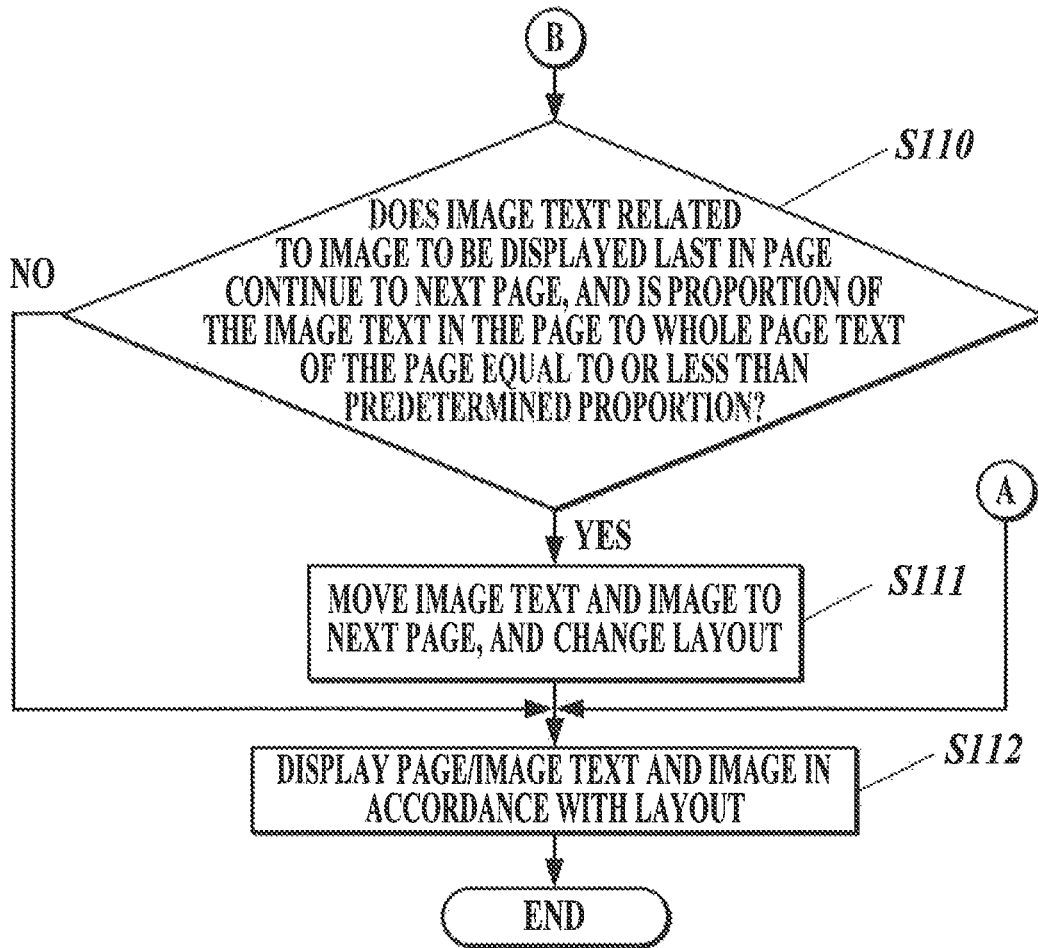 B
S110
DOES IMAGE TEXT RELATED
TO IMAGE TO BE DISPLAYED LAST IN PAGE
CONTINUE TO NEXT PAGE, AND IS PROPORTION OF
THE IMAGE TEXT IN THE PAGE TO WHOLE PAGE TEXT
OF THE PAGE EQUAL TO OR LESS THAN
PREDETERMINED PROPORTION?
NO
A
YES
S111
MOVE IMAGE TEXT AND IMAGE TO
NEXT PAGE, AND CHANGE LAYOUT
S112
DISPLAY PAGE/IMAGE TEXT AND IMAGE IN
ACCORDANCE WITH LAYOUT
END